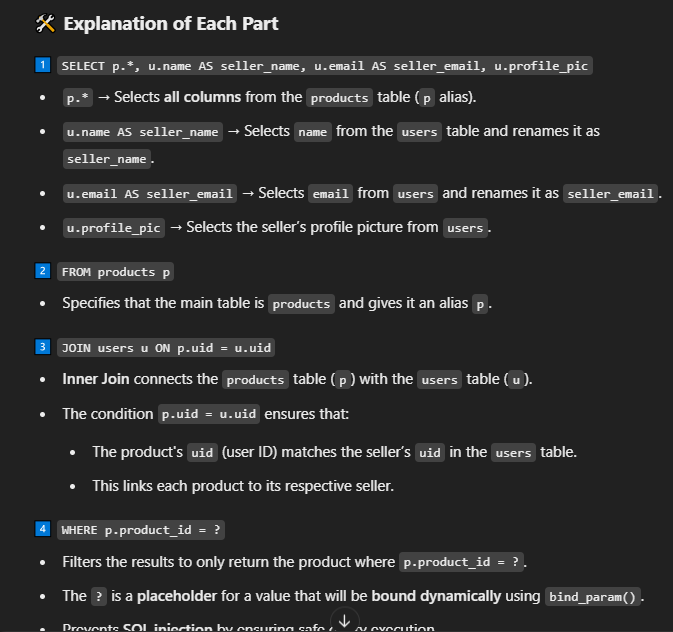 🛠 Explanation of Each Part
1 SELECT p.*, u.name AS seller_name, u.email AS seller_email, u.profile_pic
• p.* → Selects all columns from the products table (p alias).
• u.name AS seller_name → Selects name from the users table and renames it as
seller_name.
• u.email AS seller_email → Selects email from users and renames it as seller_email.
• u.profile_pic → Selects the seller's profile picture from users.
2 FROM products p
• Specifies that the main table is products and gives it an alias p.
3 JOIN users u ON p.uid = u.uid
• Inner Join connects the products table (p) with the users table (u).
• The condition p.uid = u.uid ensures that:
• The product's uid (user ID) matches the seller's uid in the users table.
• This links each product to its respective seller.
4 WHERE p.product_id = ?
• Filters the results to only return the product where p.product_id = ?.
• The ? is a placeholder for a value that will be bound dynamically using bind_param().
• Prevents SQL injection by ensuring safe execution.